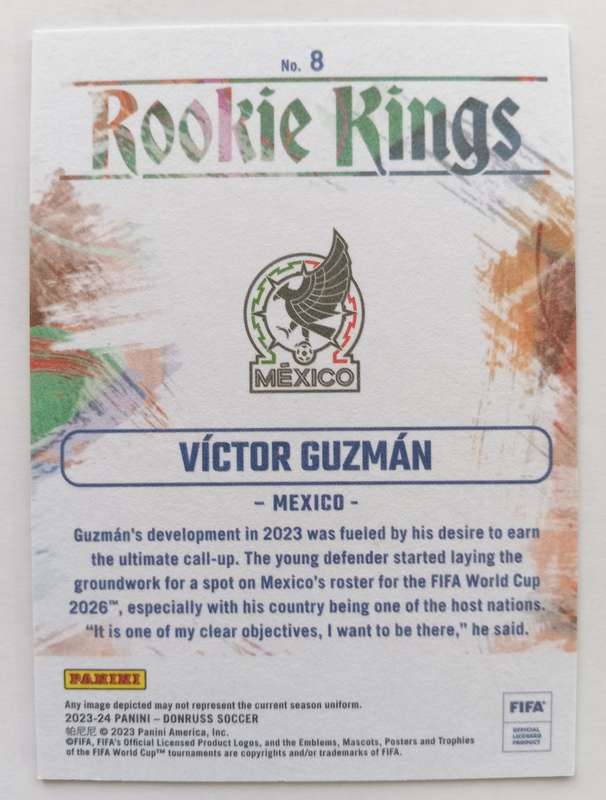 No. 8
Rookie Kings
MÉXICO
VÍCTOR GUZMÁN
– MEXICO -
Guzmán's development in 2023 was fueled by his desire to earn
the ultimate call-up. The young defender started laying the
groundwork for a spot on Mexico's roster for the FIFA World Cup
2026™, especially with his country being one of the host nations.
“It is one of my clear objectives, I want to be there,” he said.
PANINI
Any image depicted may not represent the current season uniform.
2023-24 PANINI – DONRUSS SOCCER
帕尼尼 © 2023 Panini America, Inc.
©FIFA, FIFA's Official Licensed Product Logos, and the Emblems, Mascots, Posters and Trophies
of the FIFA World Cup™ tournaments are copyrights and/or trademarks of FIFA.
FIFA®
OFFICIAL
LICENSED
PRODUCT